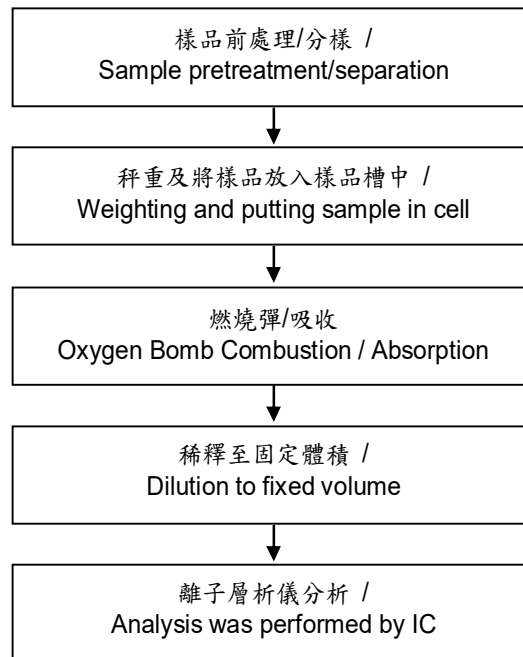 樣品前處理/分樣 /
Sample pretreatment/separation
秤重及將樣品放入樣品槽中 /
Weighting and putting sample in cell
燃燒彈/吸收
Oxygen Bomb Combustion / Absorption
稀釋至固定體積 /
Dilution to fixed volume
離子層析儀分析 /
Analysis was performed by IC